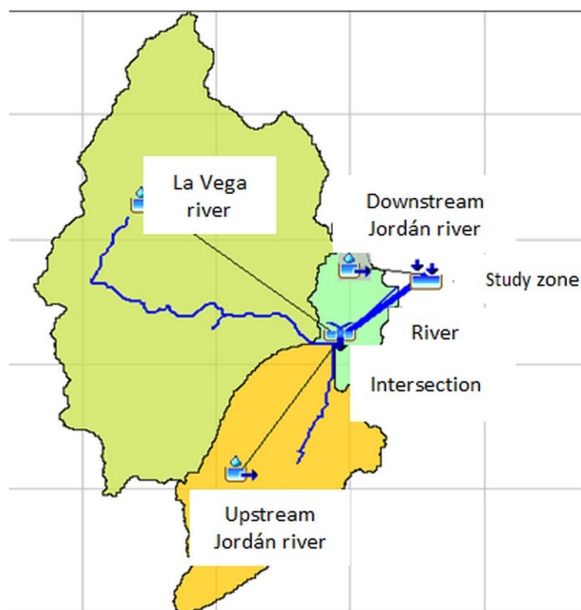 La Vega
river
Downstream
Jordán river
Study zone
River
Intersection
Upstream
Jordán river